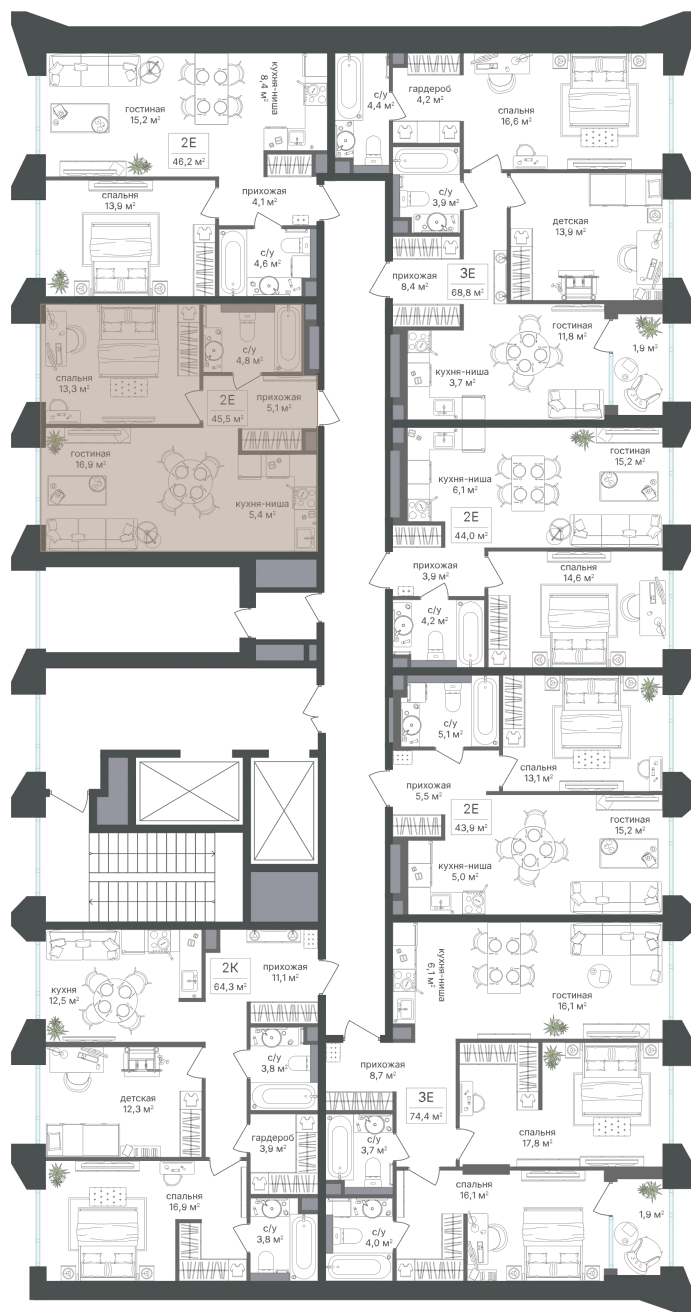 гостиная
15,2 м²
2Е
46,2 м²
кухня-ниша
8,4 м²
спальня
13,9 м²
прихожая
4,1 м²
с/у
4,6 м²
с/у
4,4 м²
гардероб
4,2 м²
спальня
16,6 м²
с/у
3,9 м²
детская
13,9 м²
прихожая
8,4 м²
3Е
68,8 м²
гостиная
11,8 м²
1,9 м²
кухня-ниша
3,7 м²
с/у
4,8 м²
спальня
13,3 м²
2Е
45,5 м²
прихожая
5,1 м²
гостиная
16,9 м²
кухня-ниша
5,4 м²
гостиная
15,2 м²
кухня-ниша
6,1 м²
2Е
44,0 м²
прихожая
3,9 м²
спальня
14,6 м²
с/у
4,2 м²
с/у
5,1 м²
спальня
13,1 м²
прихожая
5,5 м²
2Е
43,9 м²
гостиная
15,2 м²
кухня-ниша
5,0 м²
кухня
12,5 м²
2К
64,3 м²
прихожая
11,1 м²
с/у
3,8 м²
детская
12,3 м²
гардероб
3,9 м²
спальня
16,9 м²
с/у
3,8 м²
кухня-ниша
6,1 м²
гостиная
16,1 м²
прихожая
8,7 м²
3Е
74,4 м²
с/у
3,7 м²
спальня
17,8 м²
спальня
16,1 м²
с/у
4,0 м²
1,9 м²